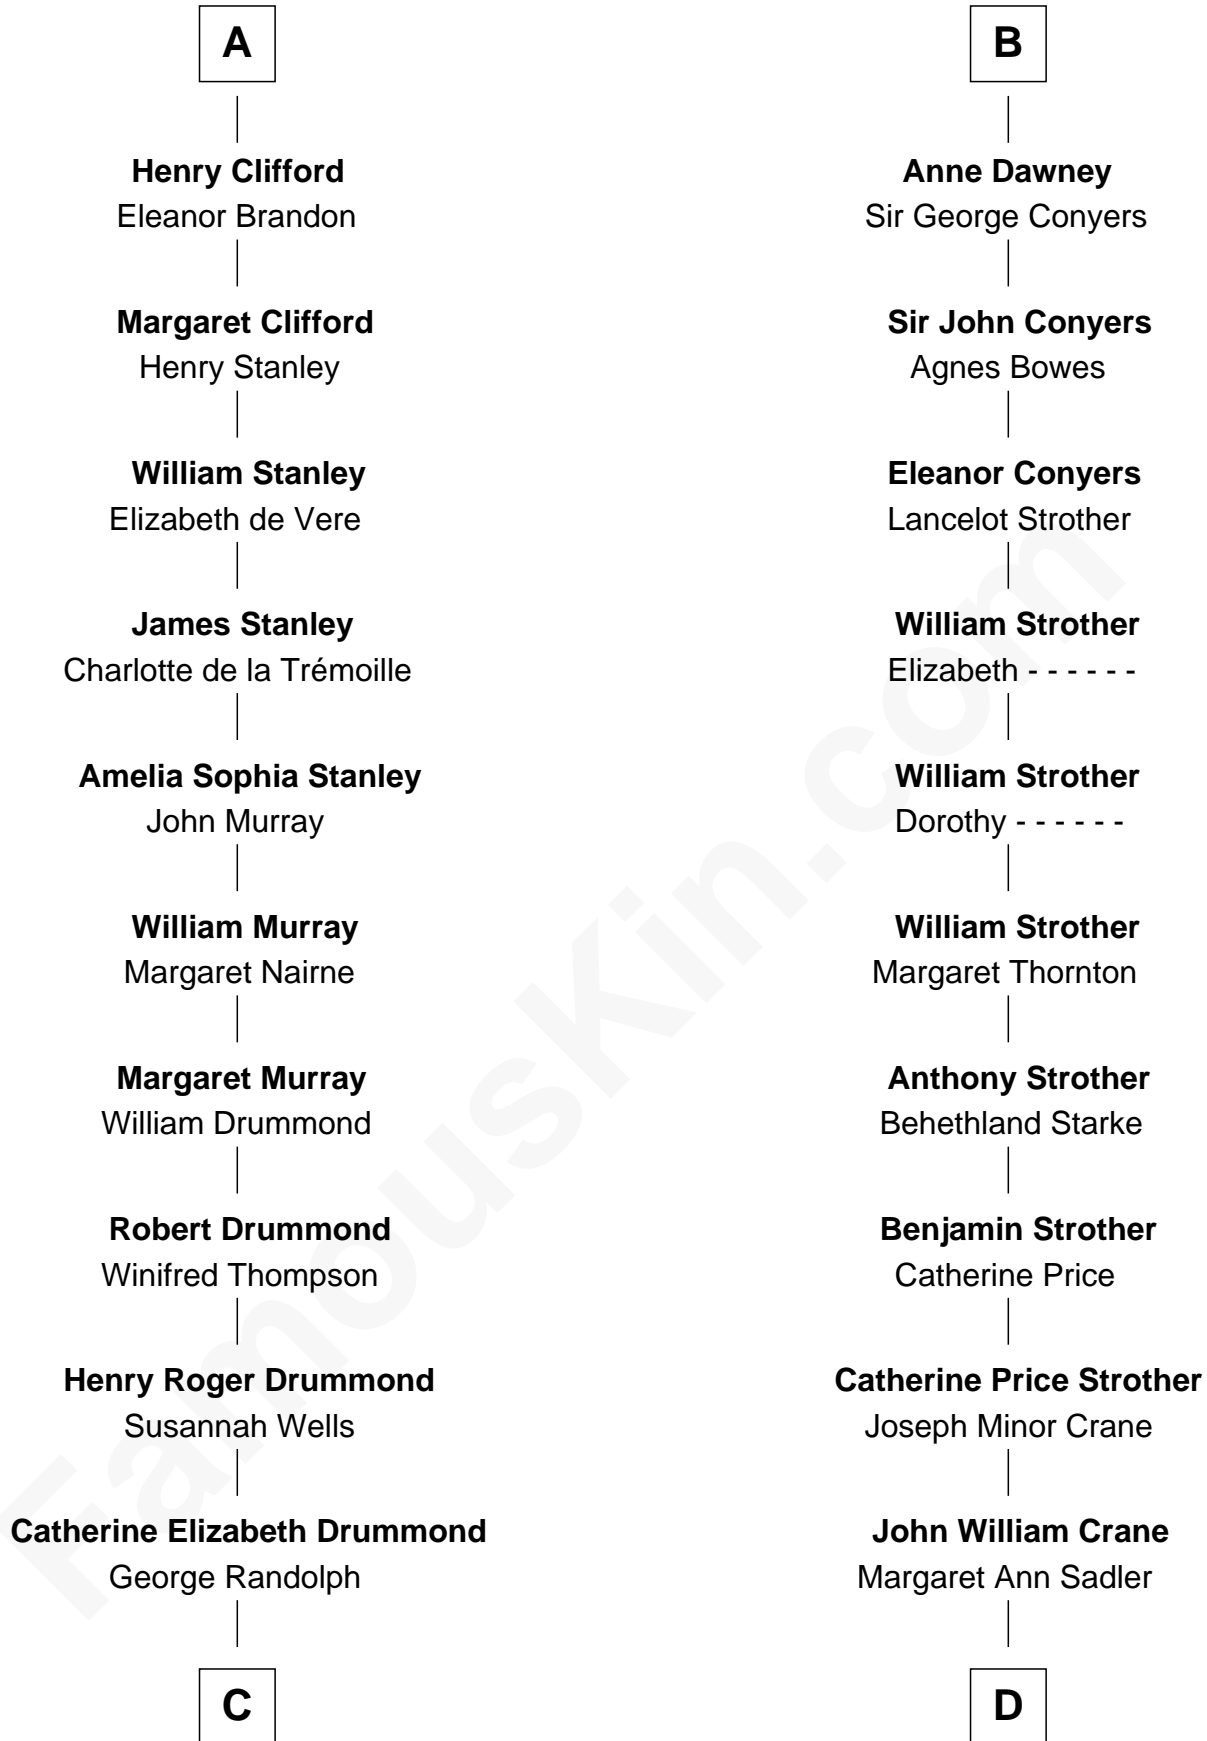 A
Henry Clifford
Eleanor Brandon
Margaret Clifford
Henry Stanley
William Stanley
Elizabeth de Vere
James Stanley
Charlotte de la Trémoille
Amelia Sophia Stanley
John Murray
William Murray
Margaret Nairne
Margaret Murray
William Drummond
Robert Drummond
Winifred Thompson
Henry Roger Drummond
Susannah Wells
Catherine Elizabeth Drummond
George Randolph
C
B
Anne Dawney
Sir George Conyers
Sir John Conyers
Agnes Bowes
Eleanor Conyers
Lancelot Strother
William Strother
Elizabeth - - - - - -
William Strother
Dorothy - - - - - -
William Strother
Margaret Thornton
Anthony Strother
Behethland Starke
Benjamin Strother
Catherine Price
Catherine Price Strother
Joseph Minor Crane
John William Crane
Margaret Ann Sadler
D
FamousKin.com